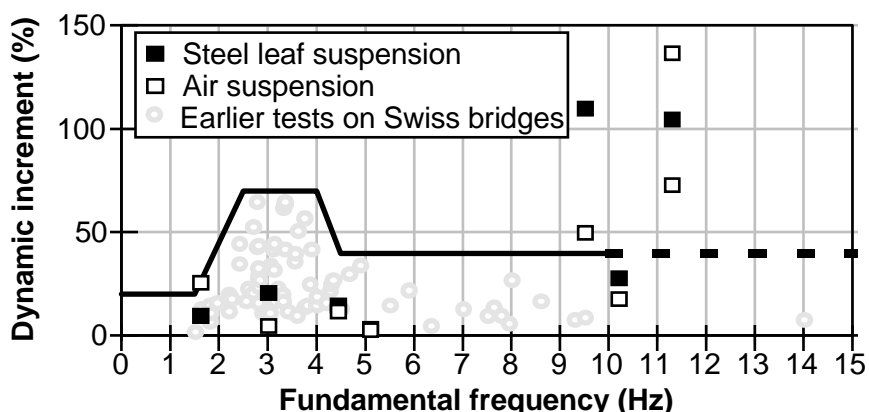 Dynamic increment (%)
150
100
50
0
Steel leaf suspension
Air suspension
Earlier tests on Swiss bridges
0 1 2 3 4 5 6 7 8 9 10 11 12 13 14 15
Fundamental frequency (Hz)